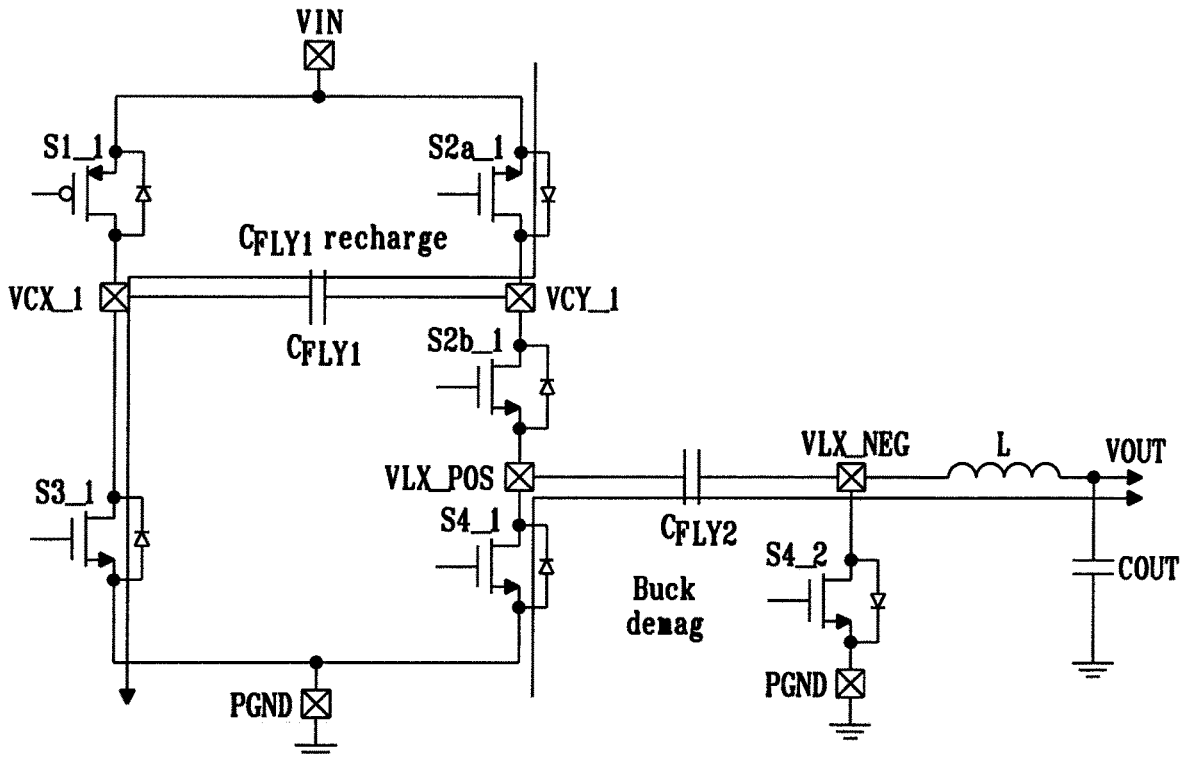 VIN
S1_1
S2a_1
CFLY1 recharge
VCX_1
VCY_1
CFLY1
S2b_1
VLX_NEG
L
VOUT
VLX_POS
S3_1
S4_1
CFLY2
S4_2
COUT
Buck
demag
PGND
PGND